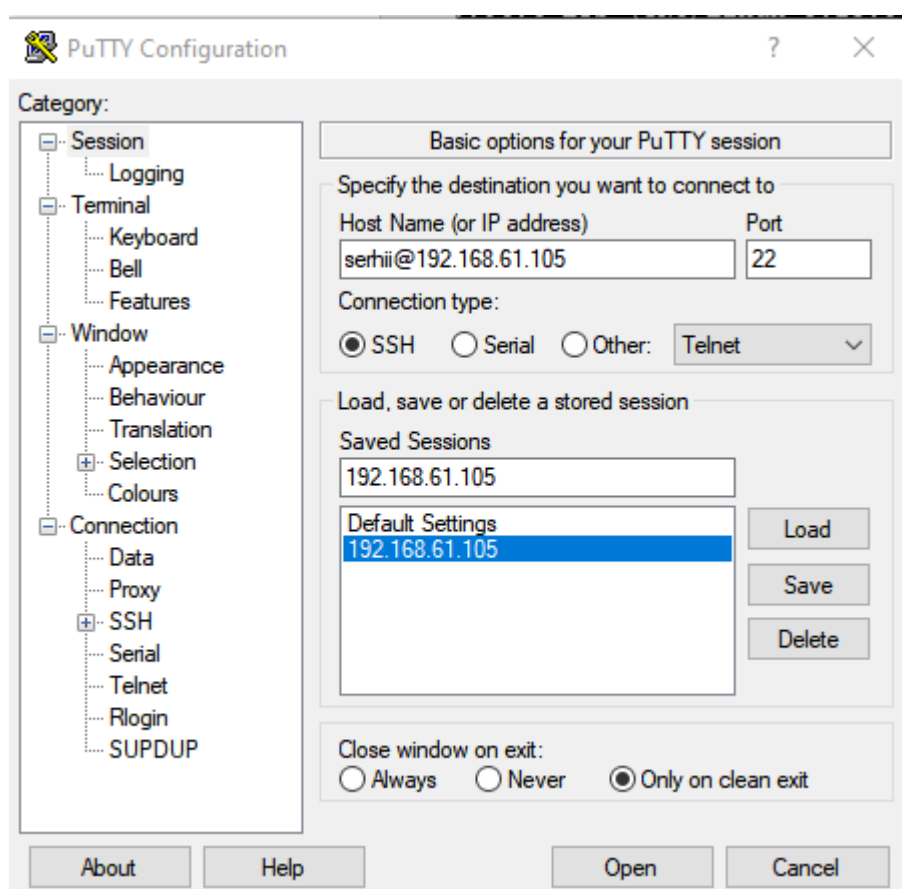 PuTTY Configuration
?
Category:
Session
Logging
Terminal
Keyboard
Bell
Features
Window
Appearance
Behaviour
Translation
Selection
Colours
Connection
Data
Proxy
SSH
Serial
Telnet
Rlogin
SUPDUP
Basic options for your PuTTY session
Specify the destination you want to connect to
Host Name (or IP address) Port
serhii@192.168.61.105 22
Connection type:
SSH Serial Other: Telnet
Load, save or delete a stored session
Saved Sessions
192.168.61.105
Default Settings
192.168.61.105
Load
Save
Delete
Close window on exit:
Always Never Only on clean exit
About Help Open Cancel